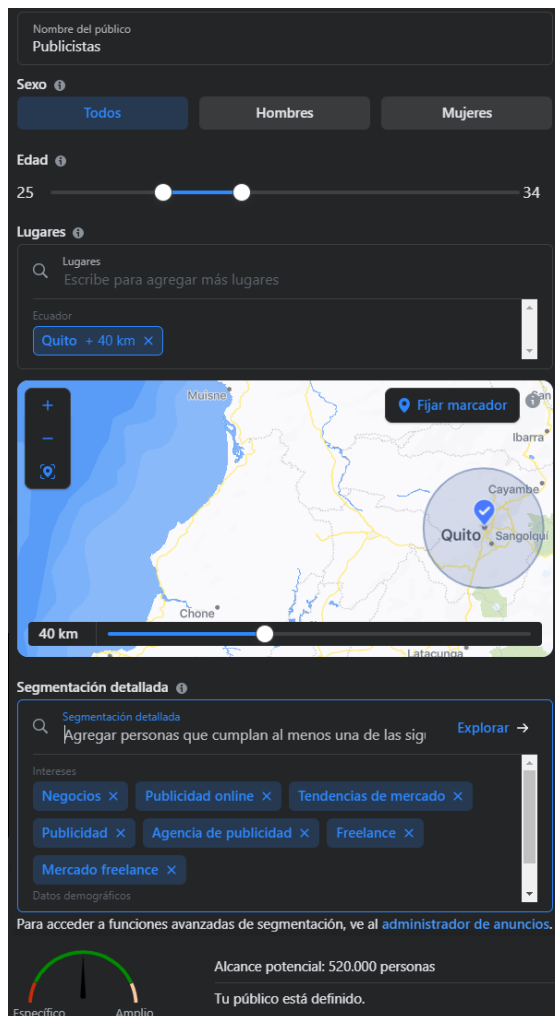 Nombre del público
Publicistas
Sexo
Todos Hombres Mujeres
Edad
25 34
Lugares
Lugares
Escribe para agregar más lugares
Ecuador
Quito + 40 km ×
+
−
Muisne
Fijar marcador
San
Ibarra
Cayambe
Quito
Sangolquí
Chone
40 km
Latacunga
Segmentación detallada
Segmentación detallada
Agregar personas que cumplan al menos una de las sig
Explorar →
Intereses
Negocios × Publicidad online × Tendencias de mercado ×
Publicidad × Agencia de publicidad × Freelance ×
Mercado freelance ×
Datos demográficos
Para acceder a funciones avanzadas de segmentación, ve al administrador de anuncios.
Alcance potencial: 520.000 personas
Tu público está definido.
Específico Amplio